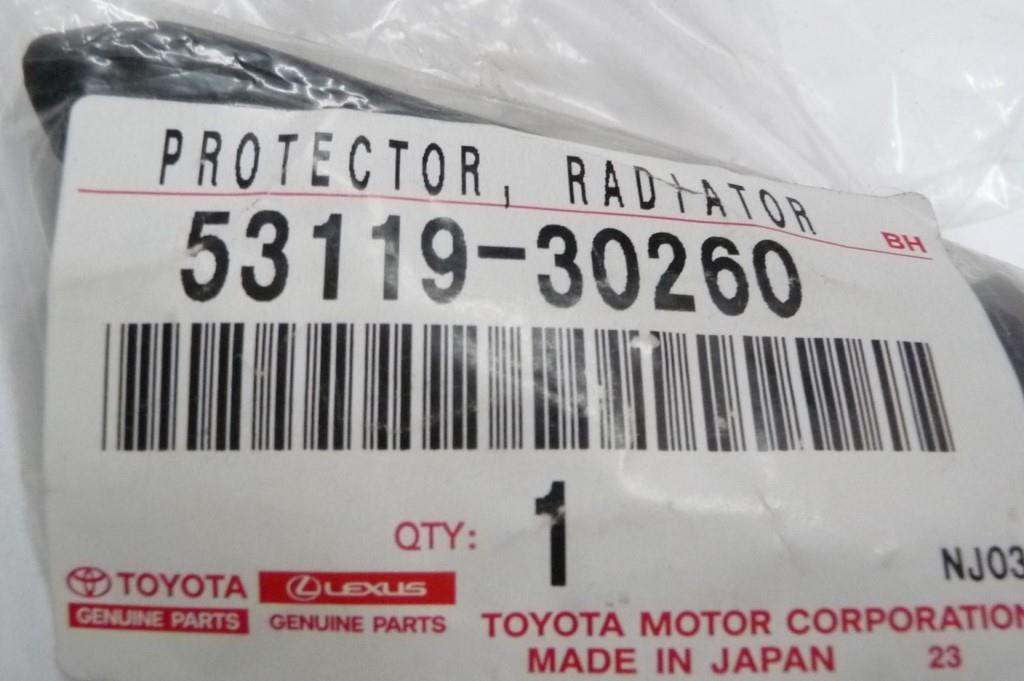 PROTECTOR, RADIATOR
BH
53119-30260
QTY: 1
NJ03
TOYOTA LEXUS
GENUINE PARTS GENUINE PARTS
TOYOTA MOTOR CORPORATION
MADE IN JAPAN 23